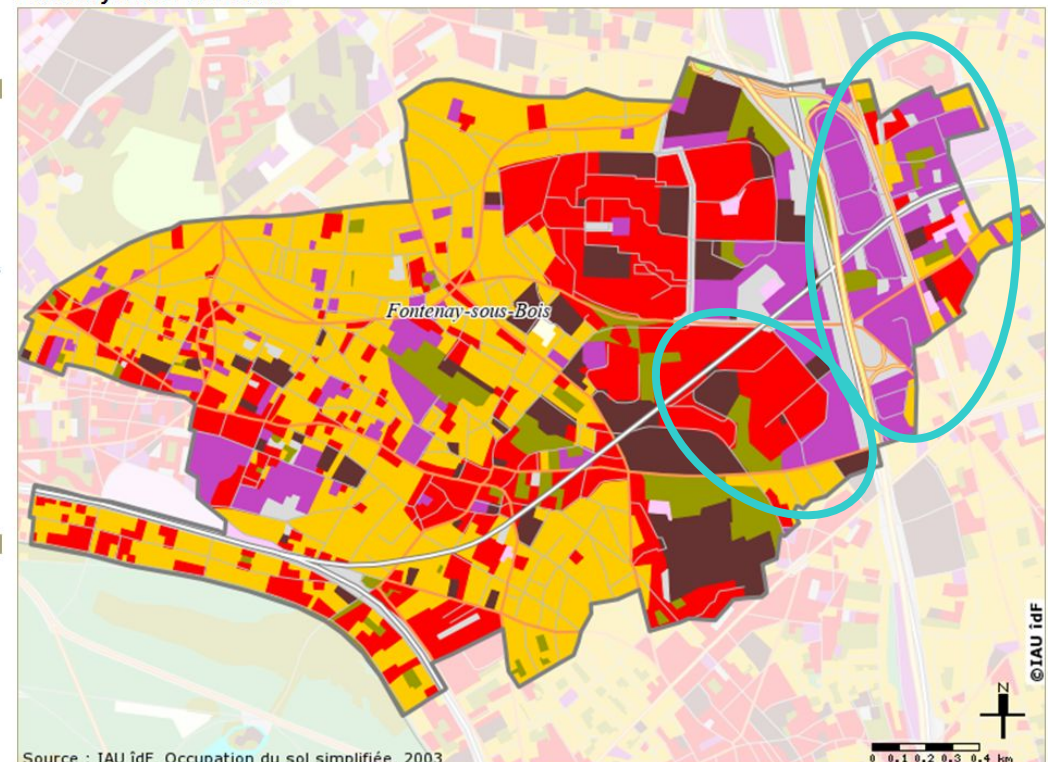 Fontenay-sous-Bois
©IAU îdF
N
Source : IAU îdF, Occupation du sol simplifiée, 2003
0 0.1 0.2 0.3 0.4 km